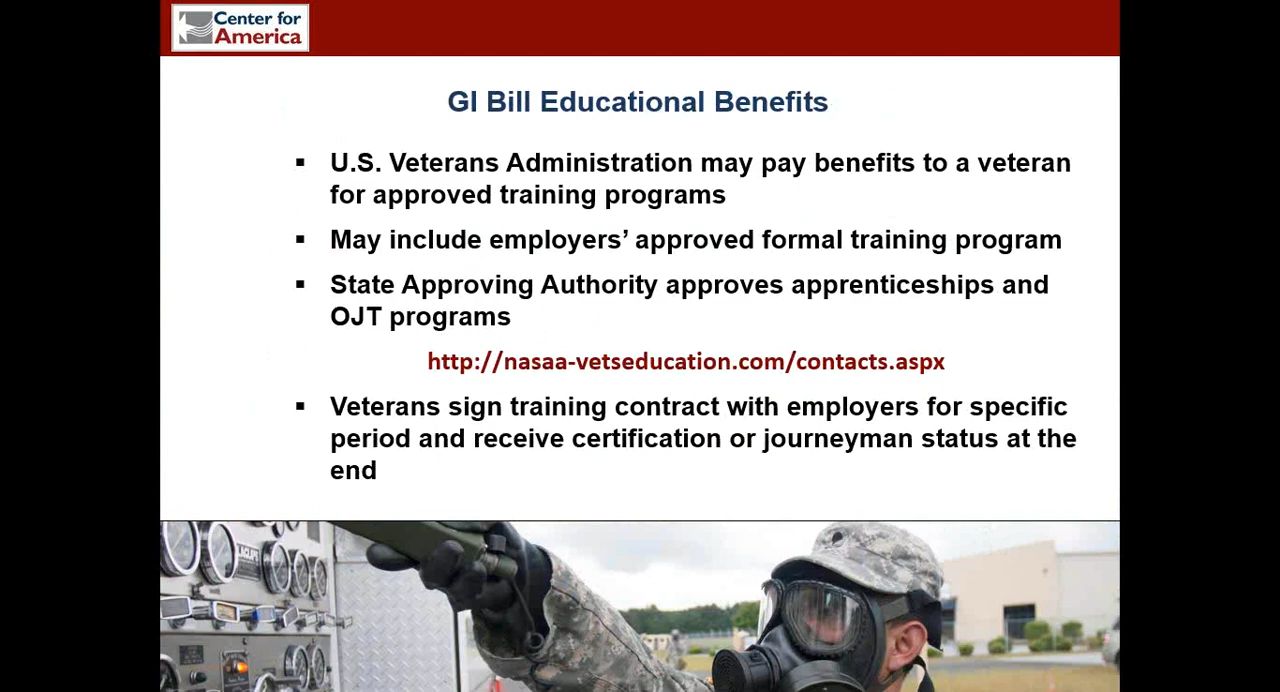 Center for
America
GI Bill Educational Benefits
▪ U.S. Veterans Administration may pay benefits to a veteran
for approved training programs
▪ May include employers’ approved formal training program
▪ State Approving Authority approves apprenticeships and
OJT programs
http://nasaa-vetseducation.com/contacts.aspx
▪ Veterans sign training contract with employers for specific
period and receive certification or journeyman status at the
end